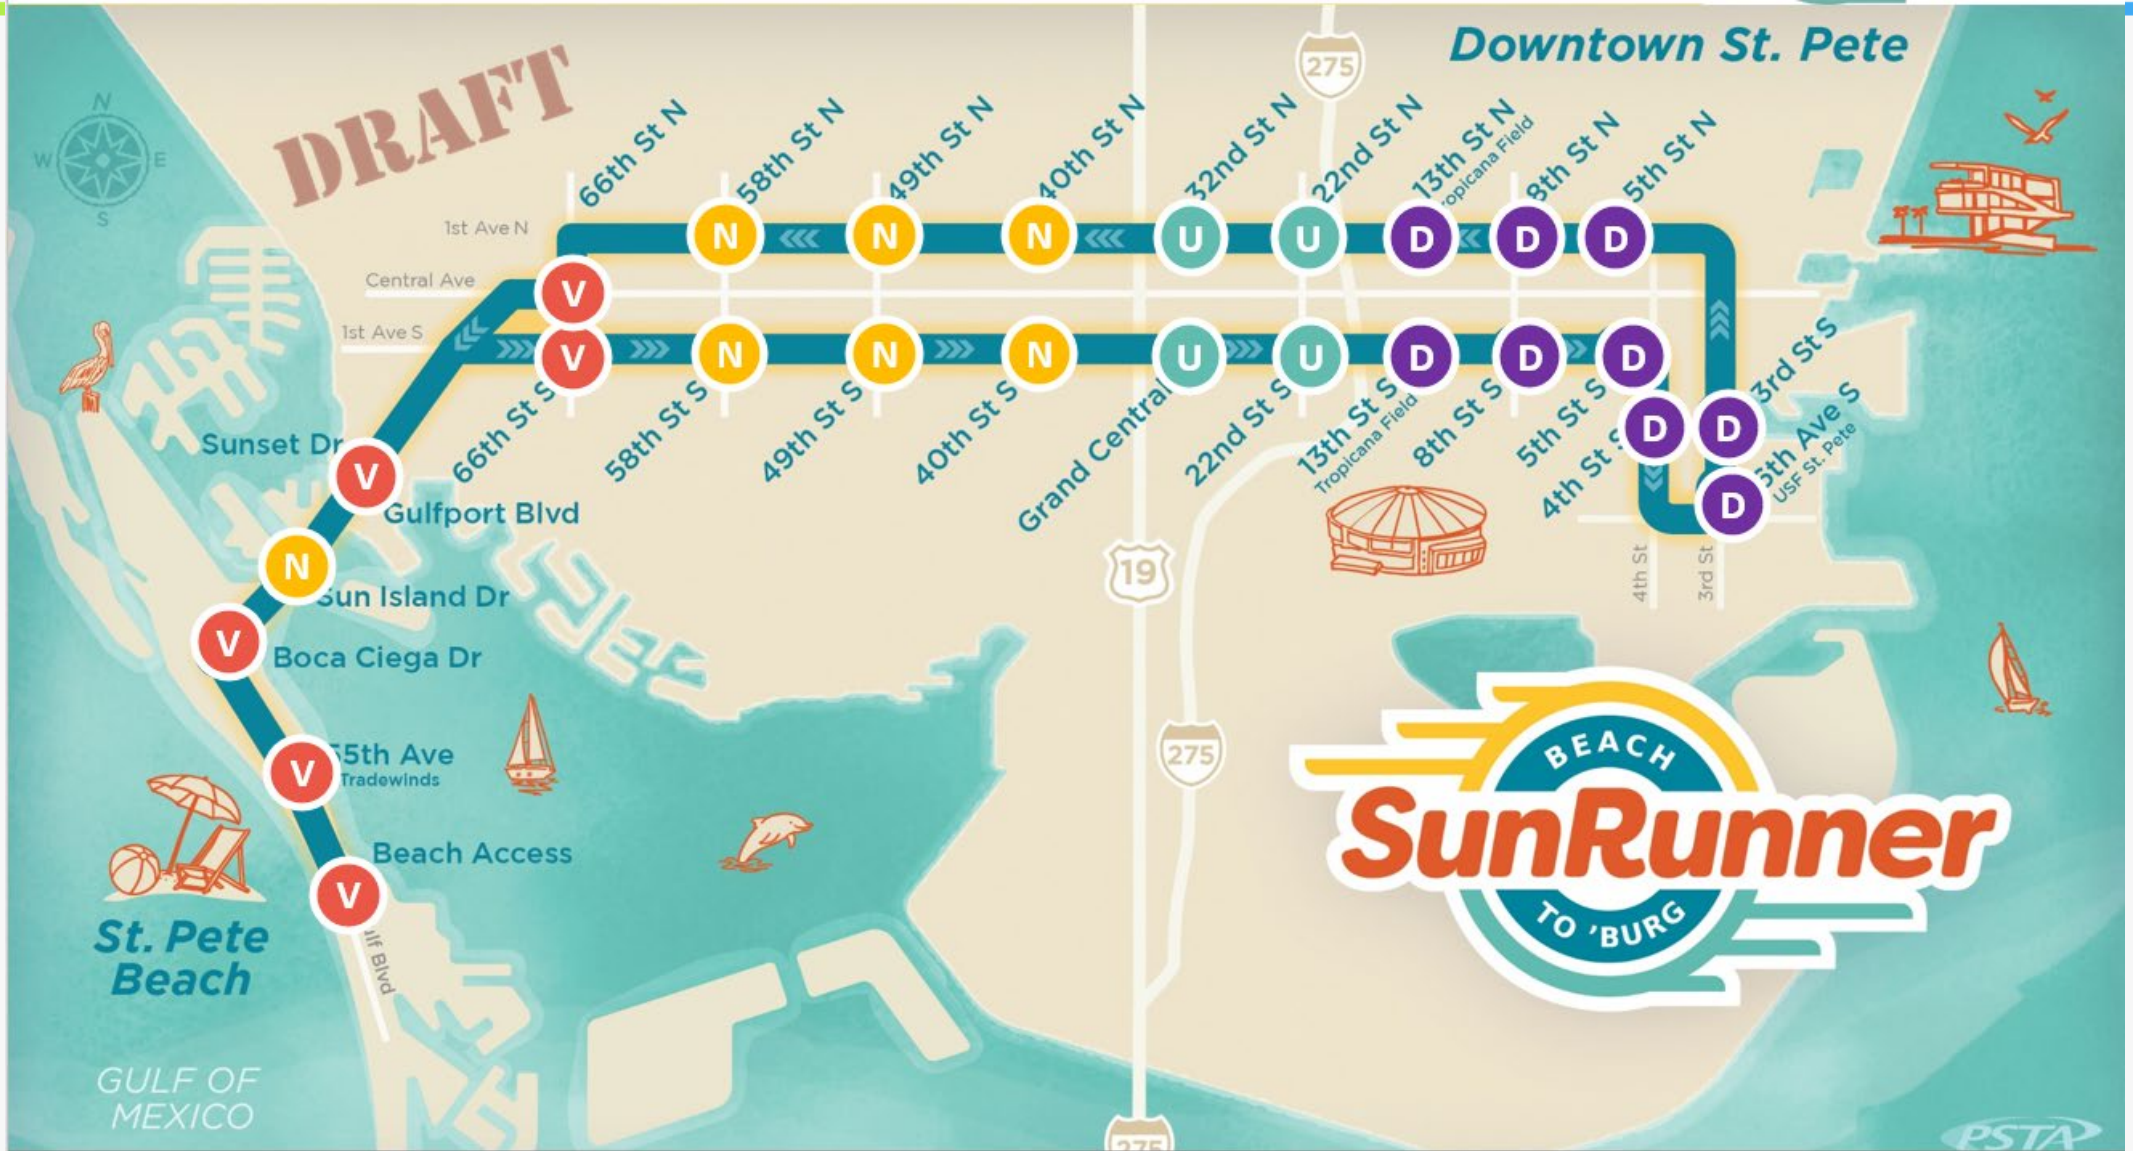 Downtown St. Pete
DRAFT
275
N
W E
S
66th St N
58th St N
49th St N
40th St N
32nd St N
22nd St N
13th St N
Tropicana Field
8th St N
5th St N
1st Ave N
N N N U U D D D
Central Ave
V
1st Ave S
V N N N U U D D D
66th St S
58th St S
49th St S
40th St S
Grand Central
22nd St S
13th St S
Tropicana Field
8th St S
5th St S
4th St S
D D
3rd St S
D
USF St. Pete
4th St
3rd St
Sunset Dr
V
Gulfport Blvd
N
Sun Island Dr
V
Boca Ciega Dr
V
55th Ave
Tradewinds
Beach Access
V
19
275
BEACH
SunRunner
TO 'BURG
St. Pete
Beach
Blvd
GULF OF
MEXICO
275
PSTA